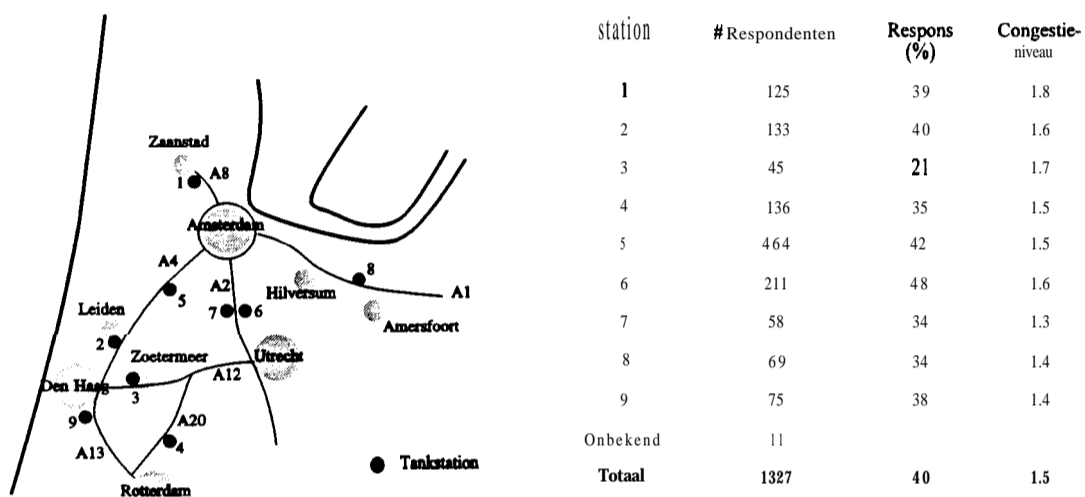 Zaanstad
A8
1
Amsterdam
A4
A2
8
Hilversum
A1
5
7
6
Leiden
Amersfoort
2
Zoetermeer
Utrecht
Den Haag
A12
3
9
A20
A13
4
Tankstation
Rotterdam
station # Respondenten Respons (%) Congestie-niveau
1 125 39 1.8
2 133 40 1.6
3 45 21 1.7
4 136 35 1.5
5 464 42 1.5
6 211 48 1.6
7 58 34 1.3
8 69 34 1.4
9 75 38 1.4
Onbekend 11
Totaal 1327 40 1.5